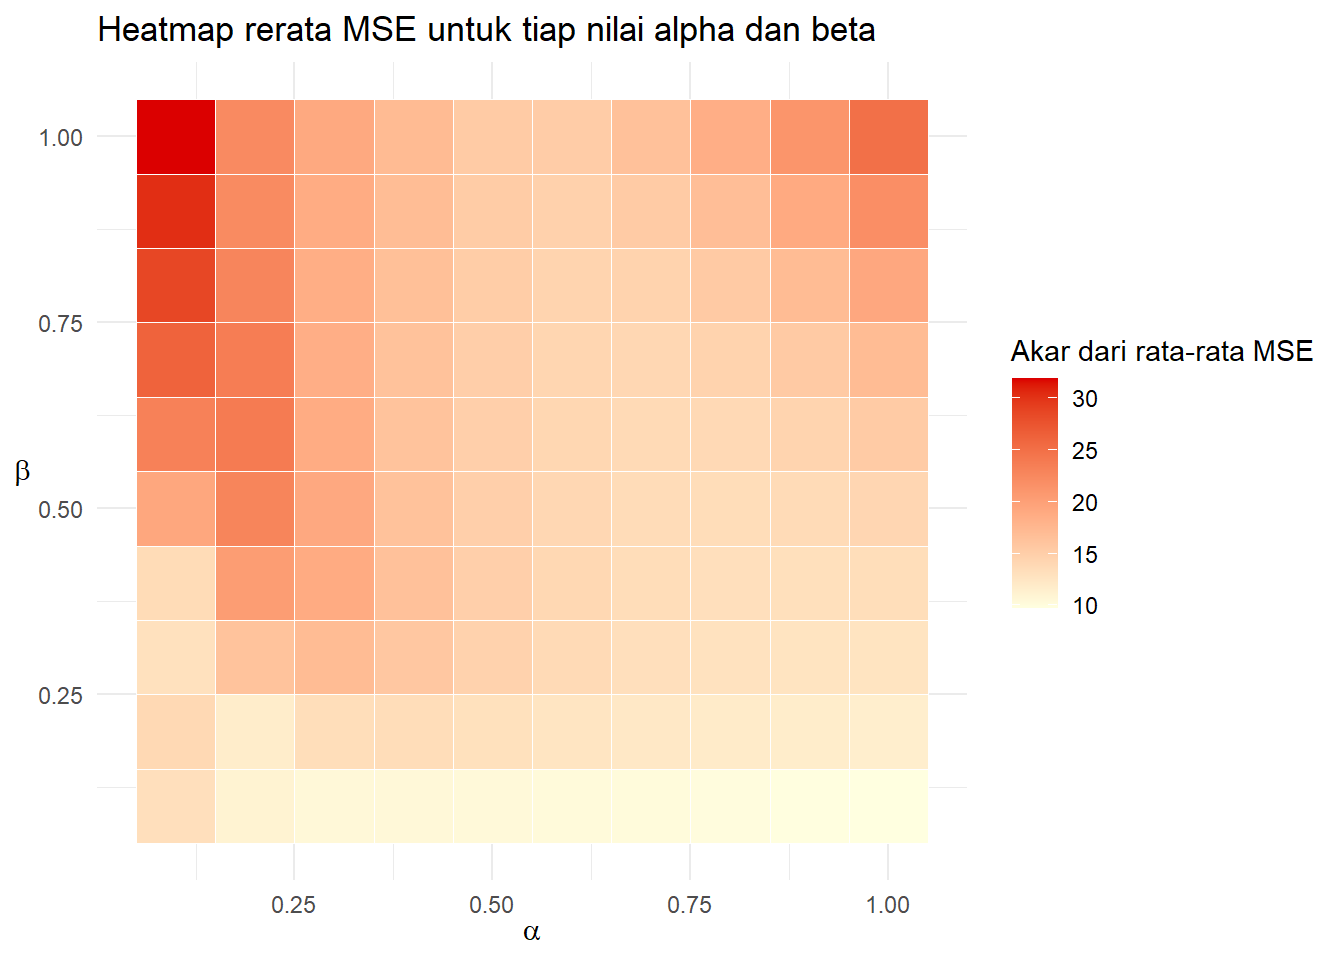 Heatmap rerata MSE untuk tiap nilai alpha dan beta
1.00
0.75
0.50
0.25
β
0.25 0.50 0.75 1.00
α
Akar dari rata-rata MSE
30
25
20
15
10